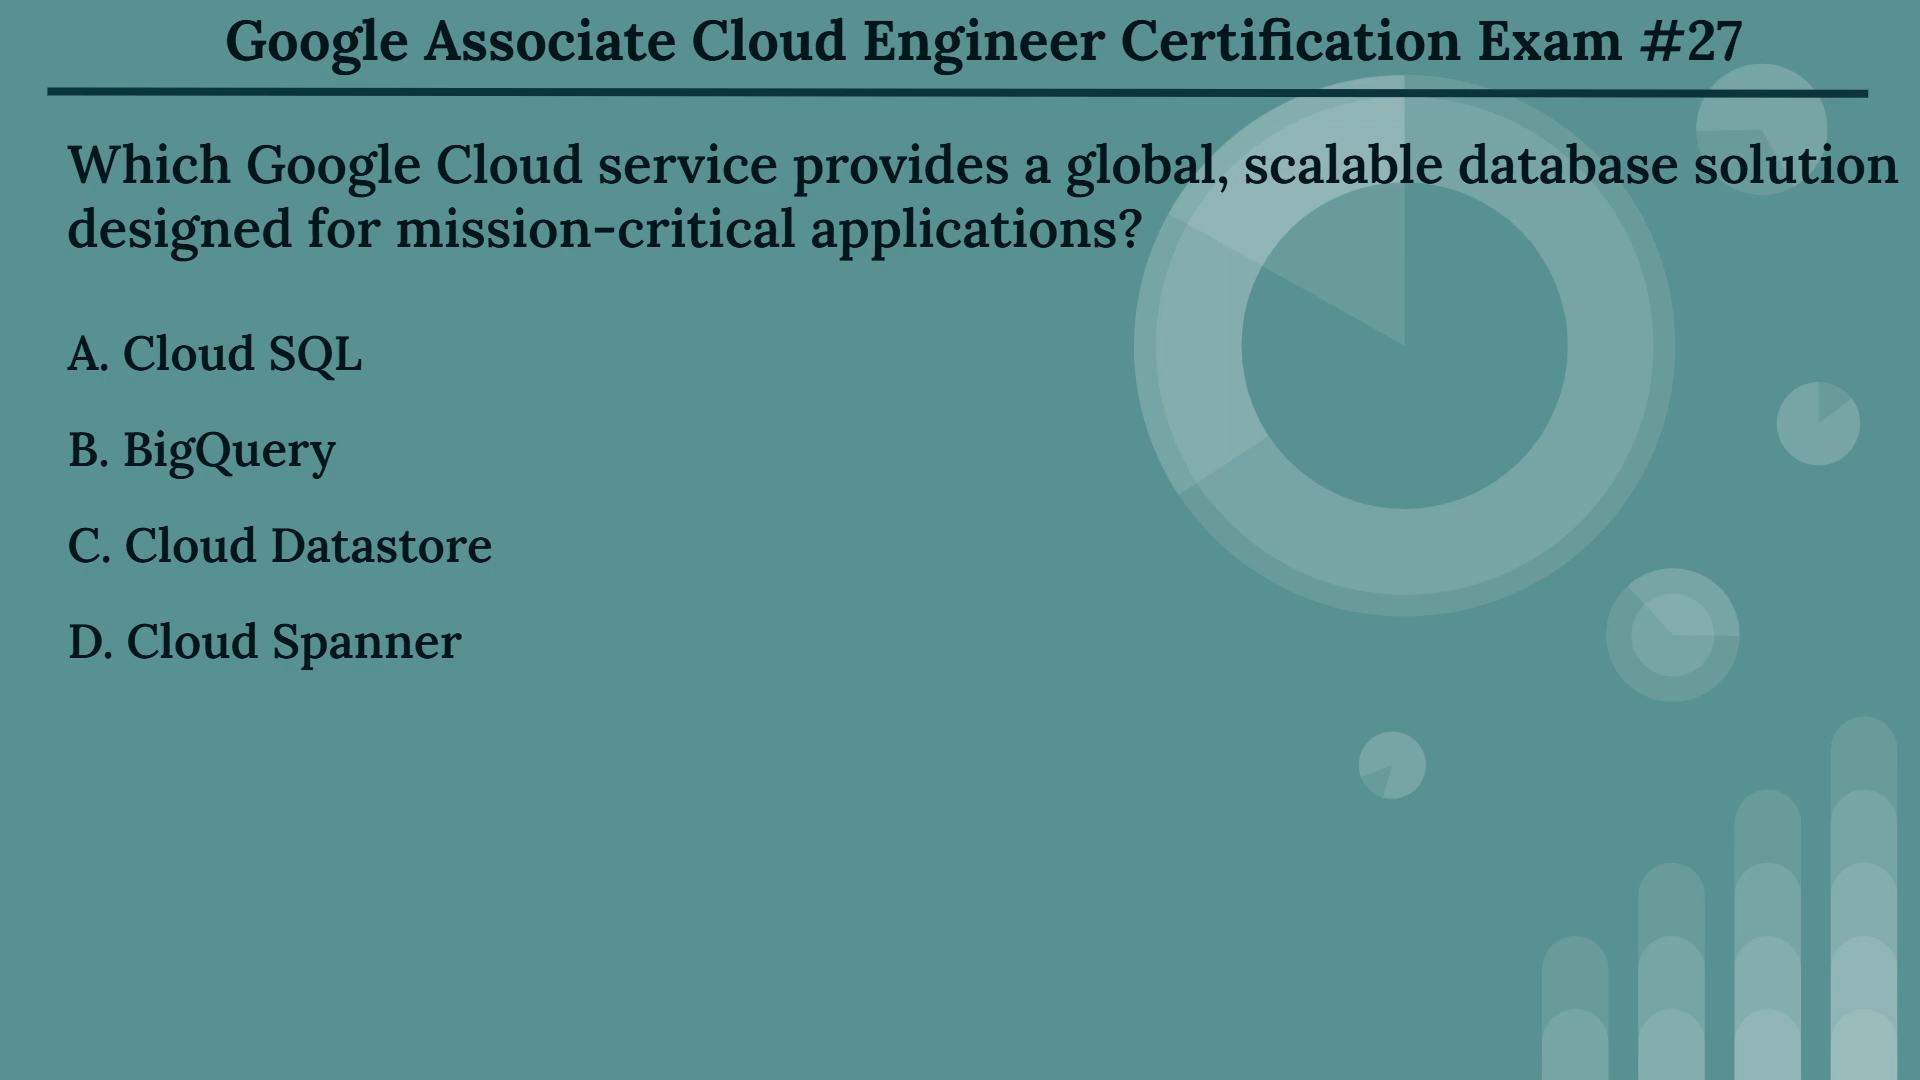 Google Associate Cloud Engineer Certification Exam #27
Which Google Cloud service provides a global, scalable database solution
designed for mission-critical applications?
A. Cloud SQL
B. BigQuery
C. Cloud Datastore
D. Cloud Spanner